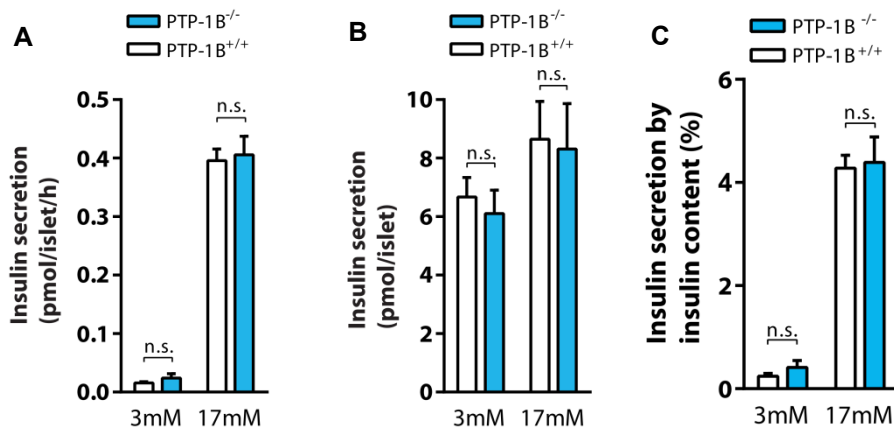 A
PTP-1B-/-
PTP-1B+/+
Insulin secretion
(pmol/islet/h)
0.5
0.4
0.3
0.2
0.1
0.0
n.s.
n.s.
3mM 17mM
B
PTP-1B-/-
PTP-1B+/+
Insulin secretion
(pmol/islet)
10
8
6
4
2
0
n.s.
n.s.
3mM 17mM
C
PTP-1B -/-
PTP-1B+/+
Insulin secretion by
insulin content (%)
6
4
2
0
n.s.
n.s.
3mM 17mM